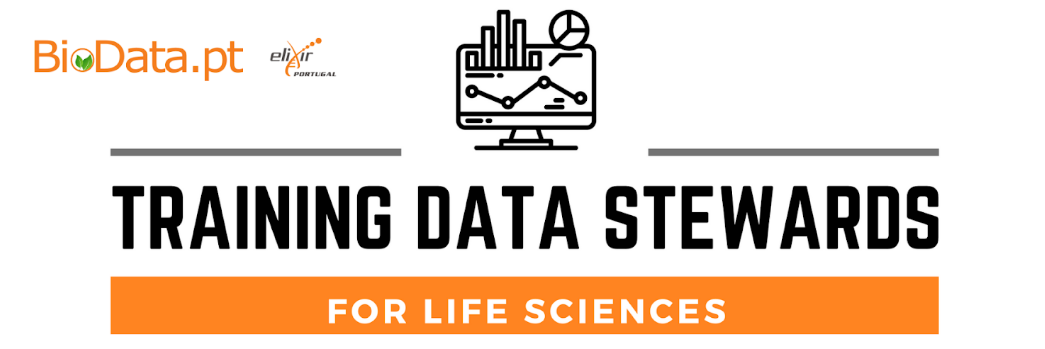 BioData.pt
elixir
PORTUGAL
TRAINING DATA STEWARDS
FOR LIFE SCIENCES